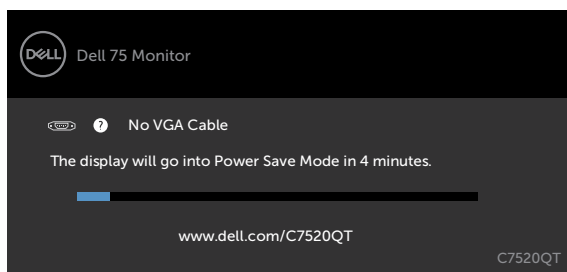 DELL
Dell 75 Monitor
? No VGA Cable
The display will go into Power Save Mode in 4 minutes.
www.dell.com/C7520QT
C7520QT